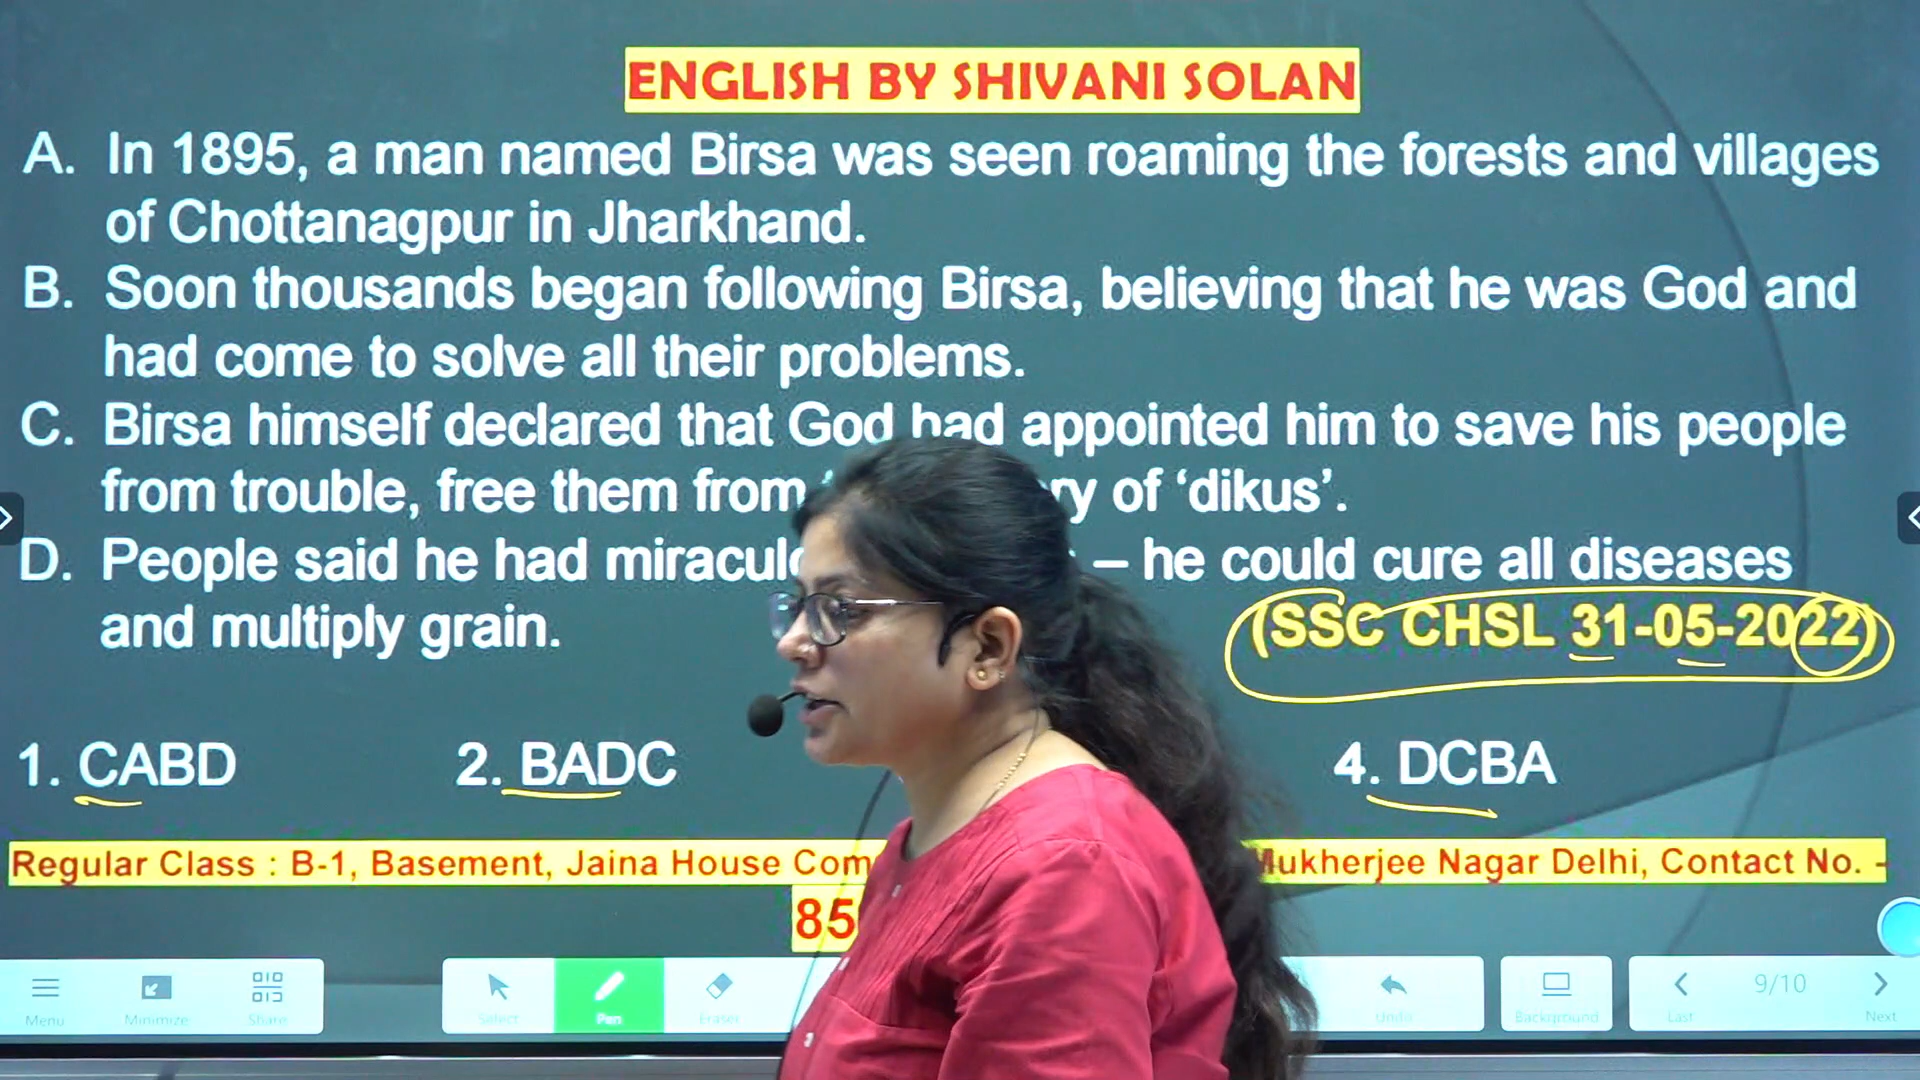 ENGLISH BY SHIVANI SOLAN
A. In 1895, a man named Birsa was seen roaming the forests and villages
of Chottanagpur in Jharkhand.
B. Soon thousands began following Birsa, believing that he was God and
had come to solve all their problems.
C. Birsa himself declared that God had appointed him to save his people
from trouble, free them from of ‘dikus’.
D. People said he had – he could cure all diseases
and multiply grain.
(SSC CHSL 31-05-2022)
1. CABD 2. BADC 4. DCBA
Regular Class : B-1, Basement, Jaina House Mukherjee Nagar Delhi, Contact No. -
85
Menu Minimize Share Select Pen Eraser Undo Background Last 9/10 Next